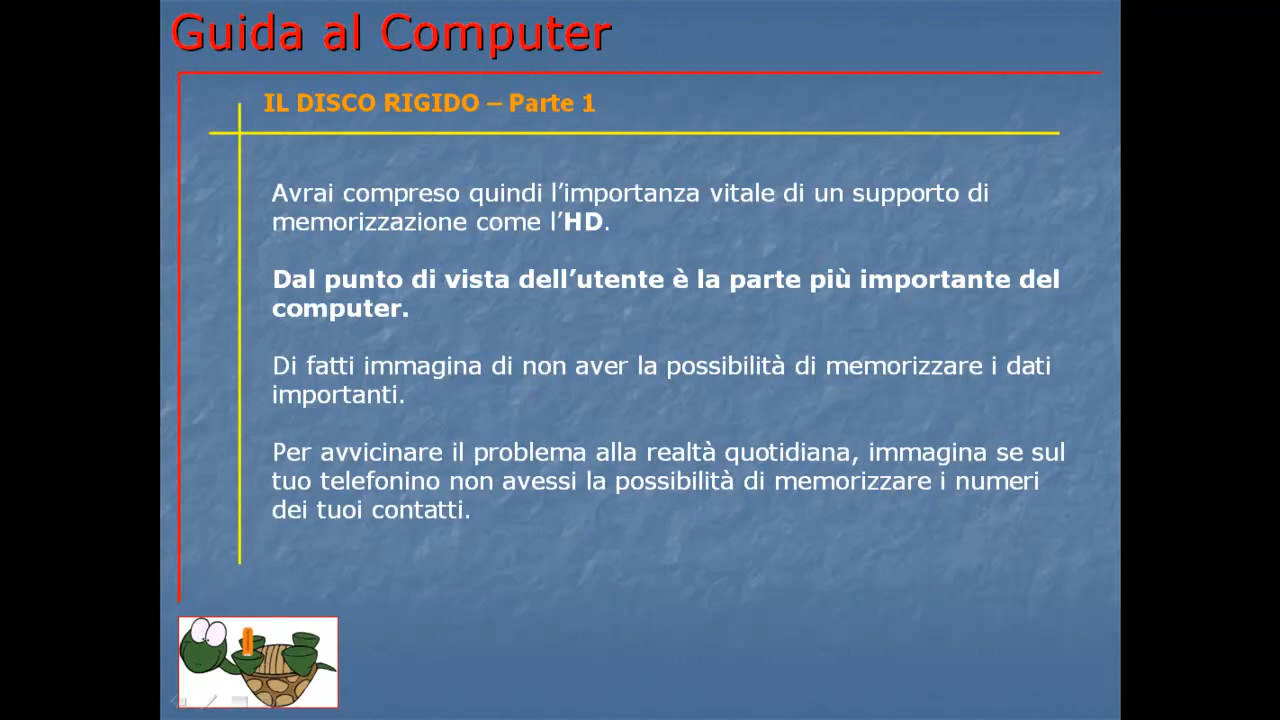 Guida al Computer
IL DISCO RIGIDO – Parte 1
Avrai compreso quindi l’importanza vitale di un supporto di
memorizzazione come l’HD.
Dal punto di vista dell’utente è la parte più importante del
computer.
Di fatti immagina di non aver la possibilità di memorizzare i dati
importanti.
Per avvicinare il problema alla realtà quotidiana, immagina se sul
tuo telefonino non avessi la possibilità di memorizzare i numeri
dei tuoi contatti.